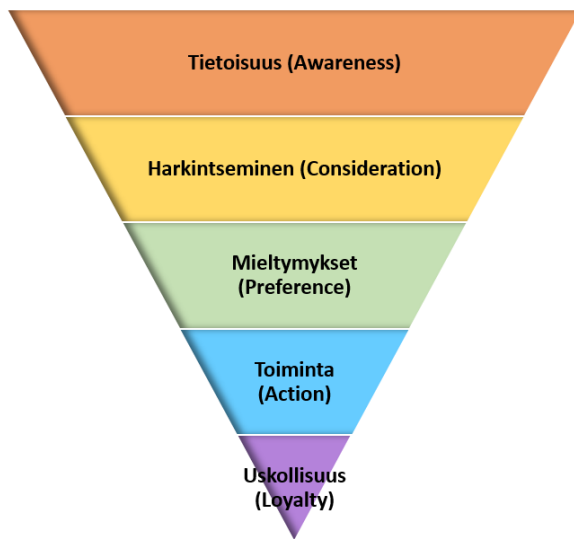 Tietoisuus (Awareness)
Harkintseminen (Consideration)
Mieltymykset
(Preference)
Toiminta
(Action)
Uskollisuus
(Loyalty)